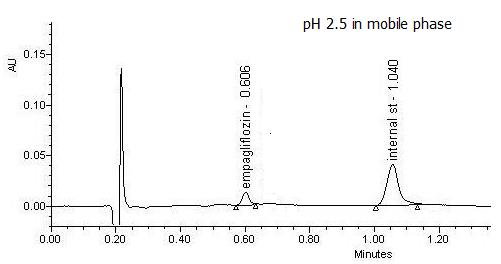 pH 2.5 in mobile phase
AU
0.15
0.10
0.05
0.00
empagliflozin - 0.606
internal st - 1.040
0.00
0.20
0.40
0.60
0.80
1.00
1.20
Minutes